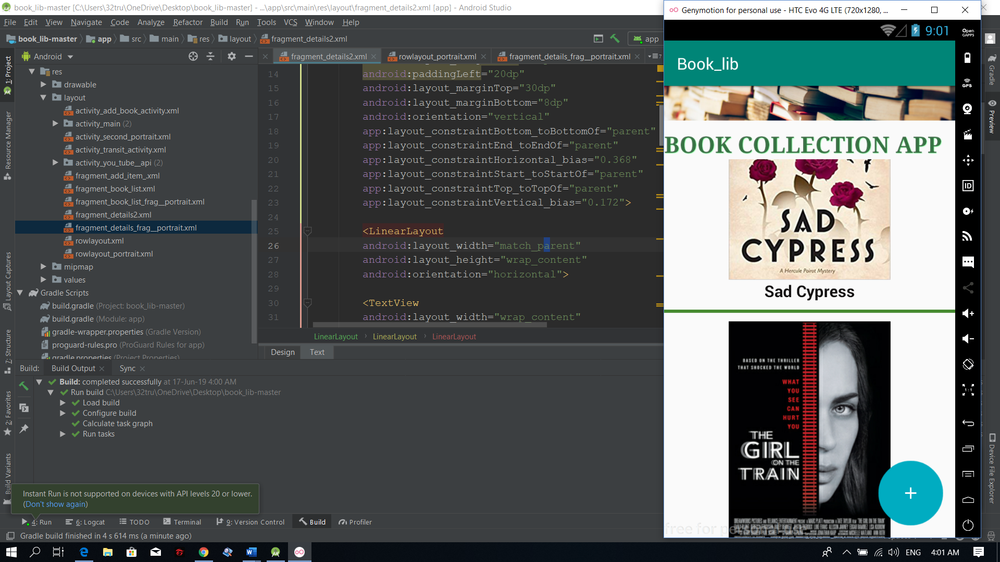 book_lib-master [C:\Users\32tru\OneDrive\Desktop\book_lib-master] - ...\app\src\main\res\layout\fragment_details2.xml [app] - Android Studio
File Edit View Navigate Code Analyze Refactor Build Run Tools VCS Window Help
book_lib-master app src main res layout fragment_details2.xml app
Android
fragment_details2.xml rowlayout_portrait.xml fragment_details_frag__portrait.xml 7
1: Project
Resource Manager
Layout Captures
7: Structure
2: Favorites
Build Variants
res
drawable
layout
activity_add_book_activity.xml
activity_main (2)
activity_second_portrait.xml
activity_transit_activity.xml
activity_you_tube__api (2)
fragment_add_item_.xml
fragment_book_list.xml
fragment_book_list_frag__portrait.xml
fragment_details2.xml
fragment_details_frag__portrait.xml
rowlayout.xml
rowlayout_portrait.xml
mipmap
values
Gradle Scripts
build.gradle (Project: book_lib-master)
build.gradle (Module: app)
gradle-wrapper.properties (Gradle Version)
proguard-rules.pro (ProGuard Rules for app)
gradle.properties (Project Properties)
14 android:paddingLeft="20dp"
15 android:layout_marginTop="30dp"
16 android:layout_marginBottom="8dp"
17 android:orientation="vertical"
18 app:layout_constraintBottom_toBottomOf="parent"
19 app:layout_constraintEnd_toEndOf="parent"
20 app:layout_constraintHorizontal_bias="0.368"
21 app:layout_constraintStart_toStartOf="parent"
22 app:layout_constraintTop_toTopOf="parent"
23 app:layout_constraintVertical_bias="0.172">
24
25 <LinearLayout
26 android:layout_width="match_parent"
27 android:layout_height="wrap_content"
28 android:orientation="horizontal">
29
30 <TextView
31 android:layout_width="wrap_content"
LinearLayout LinearLayout LinearLayout
Design Text
Build: Build Output Sync
Build: completed successfully at 17-Jun-19 4:00 AM
Run build C:\Users\32tru\OneDrive\Desktop\book_lib-master
Load build
Configure build
Calculate task graph
Run tasks
Instant Run is not supported on devices with API levels 20 or lower.
(Don't show again)
4: Run 6: Logcat TODO Terminal 9: Version Control Build Profiler
Gradle build finished in 4 s 614 ms (a minute ago)
Genymotion for personal use - HTC Evo 4G LTE (720x1280, ...
9:01
Book_lib
BOOK COLLECTION APP
SAD
CYPRESS
A Hercule Poirot Mystery
Sad Cypress
BASED ON THE THRILLER
THAT SHOCKED THE WORLD
WHAT
YOU
SEE
CAN
HURT
YOU
THE
GIRL
ON THE
TRAIN
+
free for personal use
Open
GAPPS
GPS
ID
1:1
Gradle
Preview
Device File Explorer
ENG 4:01 AM